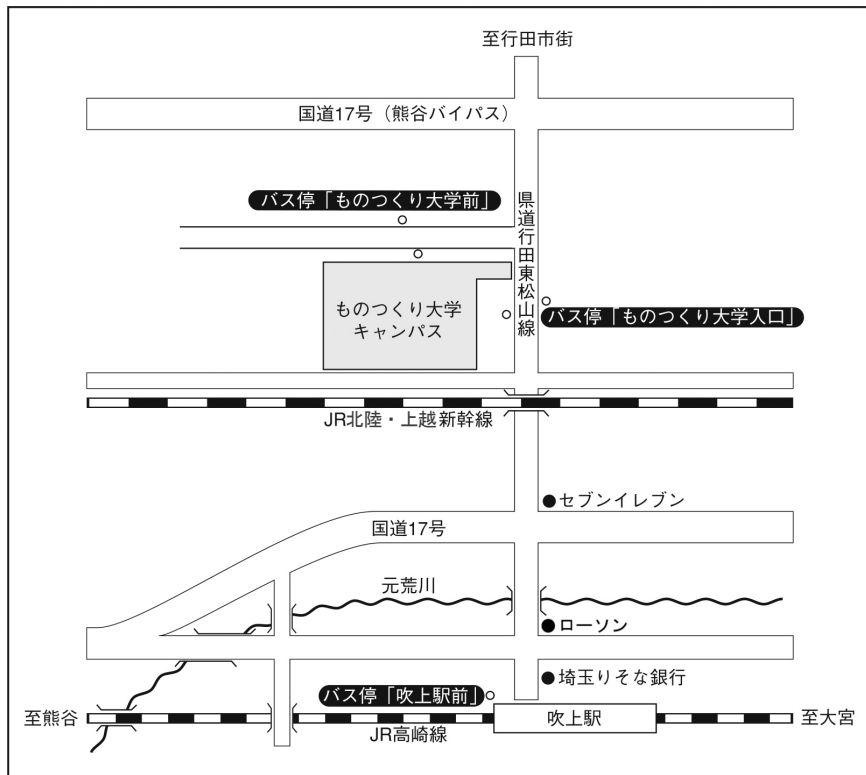 至行田市街
国道17号（熊谷バイパス）
バス停「ものつくり大学前」
県道行田東松山線
ものつくり大学
キャンパス
バス停「ものつくり大学入口」
JR北陸・上越新幹線
セブンイレブン
国道17号
元荒川
ローソン
埼玉りそな銀行
バス停「吹上駅前」
至熊谷
吹上駅
至大宮
JR高崎線